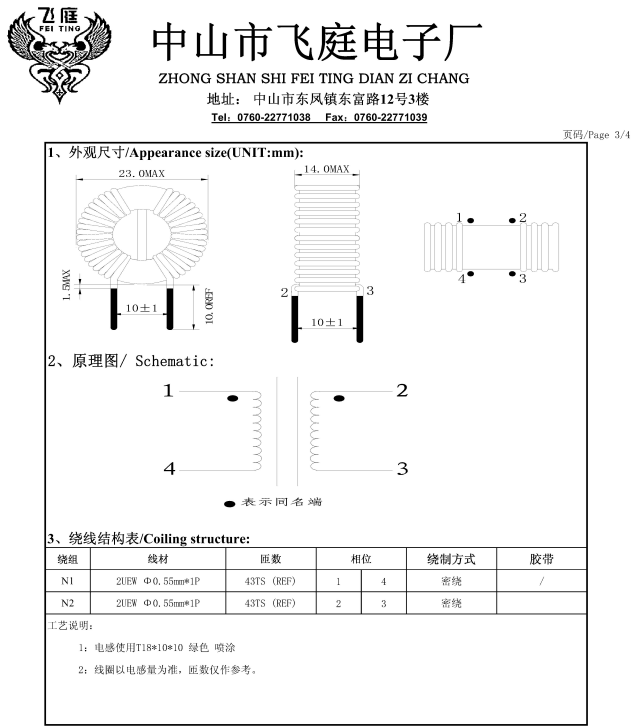 飞庭
FEI TING
中山市飞庭电子厂
ZHONG SHAN SHI FEI TING DIAN ZI CHANG
地址： 中山市东凤镇东富路12号3楼
Tel：0760-22771038 Fax：0760-22771039
页码/Page 3/4
1、外观尺寸/Appearance size(UNIT:mm):
23.0MAX
14.0MAX
1 2
4 3
1.5MAX
10±1
10.0REF
2 3
10±1
2、原理图/ Schematic:
1 2
4 3
表示同名端
3、绕线结构表/Coiling structure:
绕组 线材 匝数 相位 绕制方式 胶带
N1 2UEW Φ0.55mm*1P 43TS (REF) 1 4 密绕 /
N2 2UEW Φ0.55mm*1P 43TS (REF) 2 3 密绕
工艺说明：
1：电感使用T18*10*10 绿色 喷涂
2：线圈以电感量为准，匝数仅作参考。